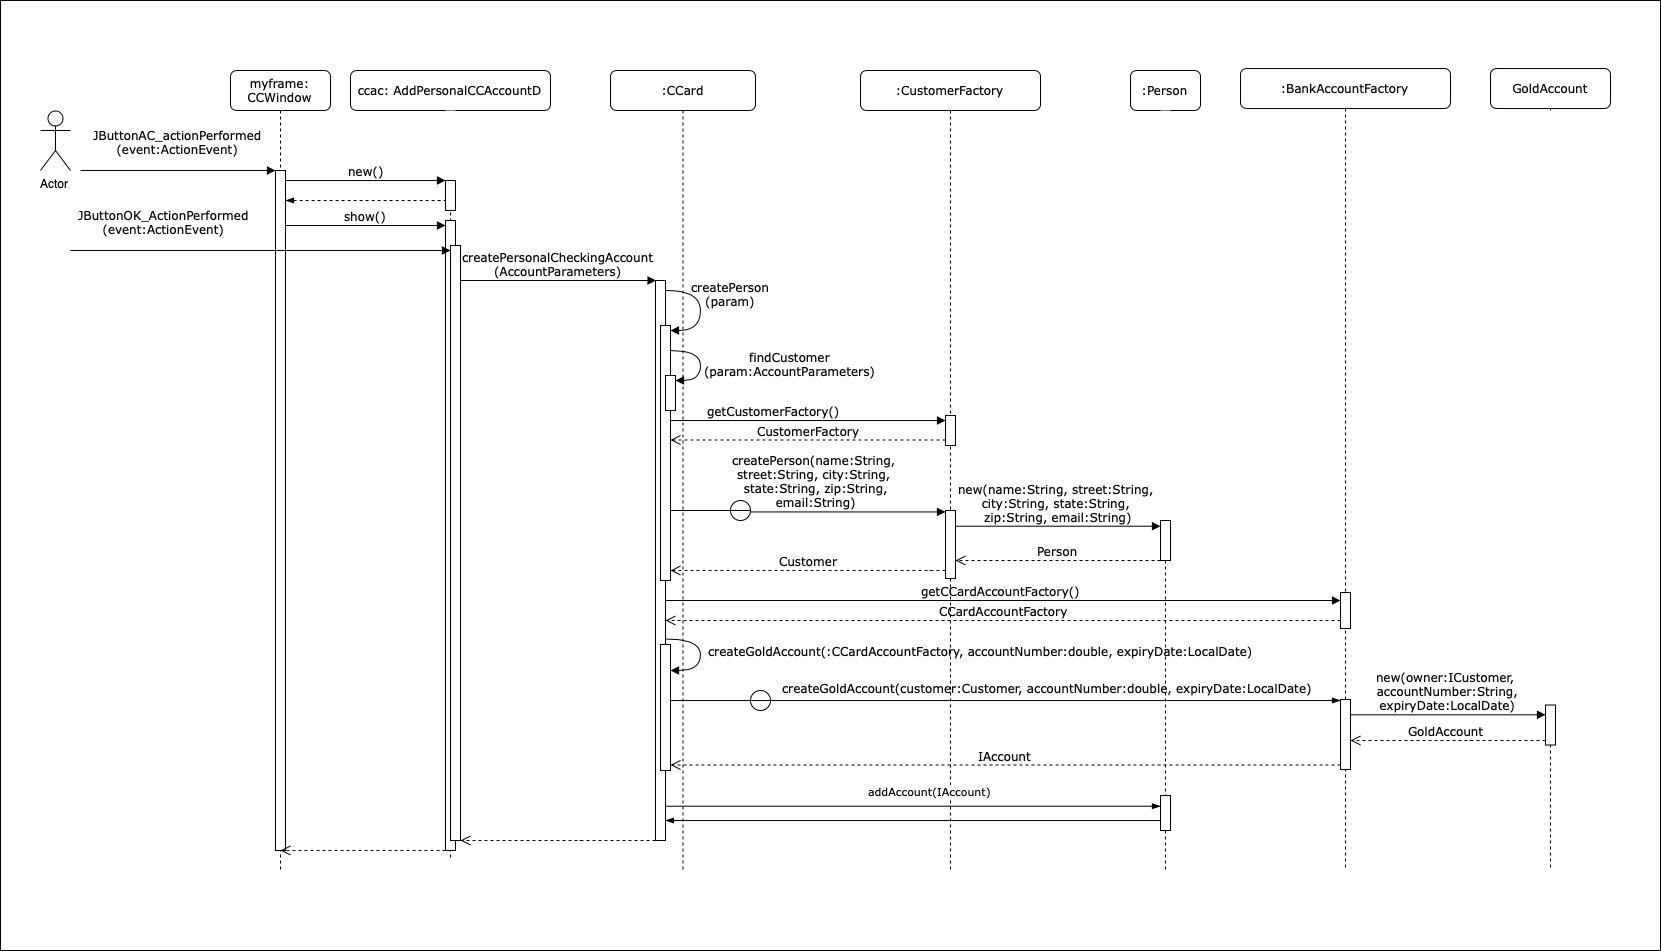 myframe:
CCWindow
ccac: AddPersonalCCAccountD
:CCard
:CustomerFactory
:Person
:BankAccountFactory
GoldAccount
Actor
JButtonAC_actionPerformed
(event:ActionEvent)
new()
JButtonOK_ActionPerformed
(event:ActionEvent)
show()
createPersonalCheckingAccount
(AccountParameters)
createPerson
(param)
findCustomer
(param:AccountParameters)
getCustomerFactory()
CustomerFactory
createPerson(name:String,
street:String, city:String,
state:String, zip:String,
email:String)
new(name:String, street:String,
city:String, state:String,
zip:String, email:String)
Person
Customer
getCCardAccountFactory()
CCardAccountFactory
createGoldAccount(:CCardAccountFactory, accountNumber:double, expiryDate:LocalDate)
createGoldAccount(customer:Customer, accountNumber:double, expiryDate:LocalDate)
new(owner:ICustomer,
accountNumber:String,
expiryDate:LocalDate)
GoldAccount
IAccount
addAccount(IAccount)